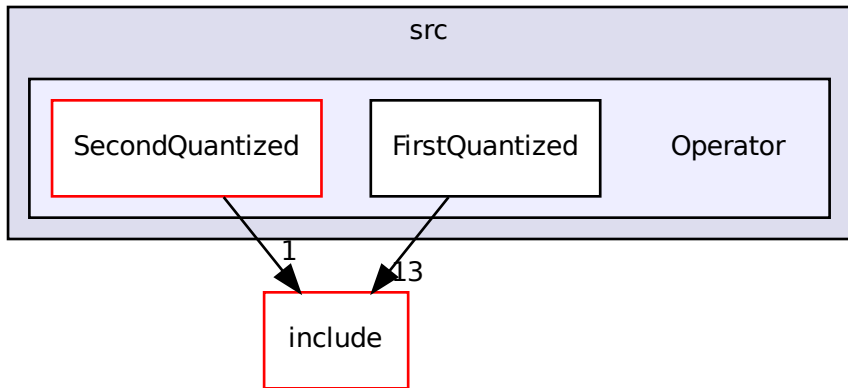 src
SecondQuantized
FirstQuantized
Operator
1
13
include